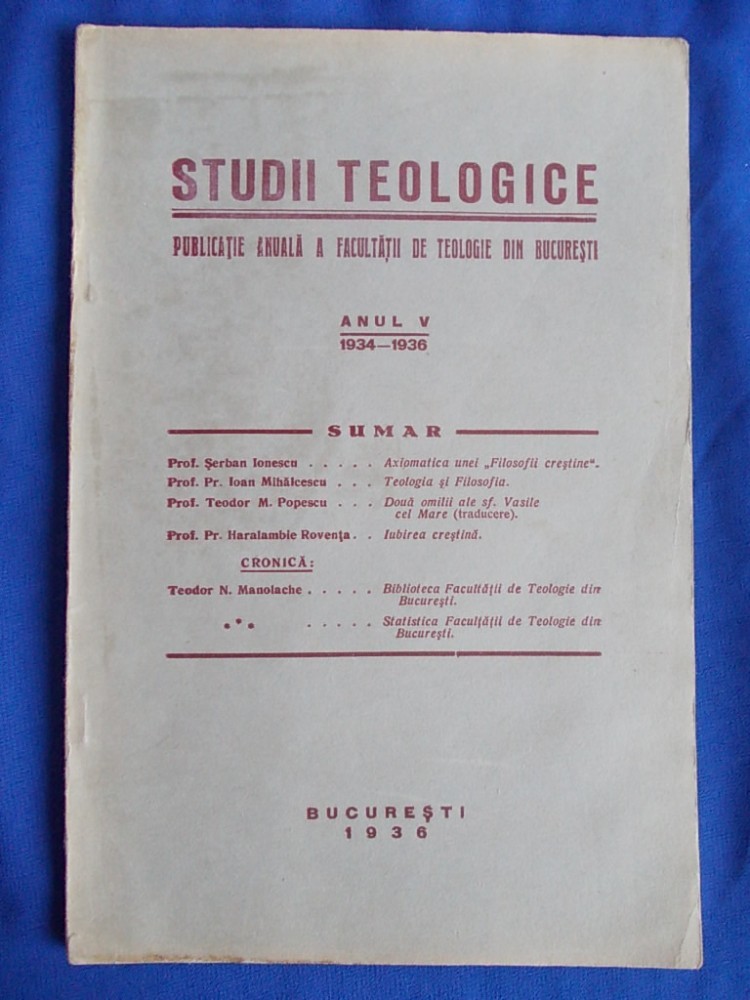 STUDII TEOLOGICE
PUBLICAȚIE ANUALĂ A FACULTĂȚII DE TEOLOGIE DIN BUCUREȘTI
ANUL V
1934—1936
SUMAR
Prof. Șerban Ionescu . . . . . Axiomatica unei „Filosofii creștine“.
Prof. Pr. Ioan Mihălcescu . . . Teologia și Filosofia.
Prof. Teodor M. Popescu . . . Două omilii ale sf. Vasile
cel Mare (traducere).
Prof. Pr. Haralambie Rovența . . Iubirea creștină.
CRONICĂ:
Teodor N. Manolache . . . . . Biblioteca Facultății de Teologie din
București.
* * * . . . . . Statistica Facultății de Teologie din
București.
BUCUREȘTI
1936